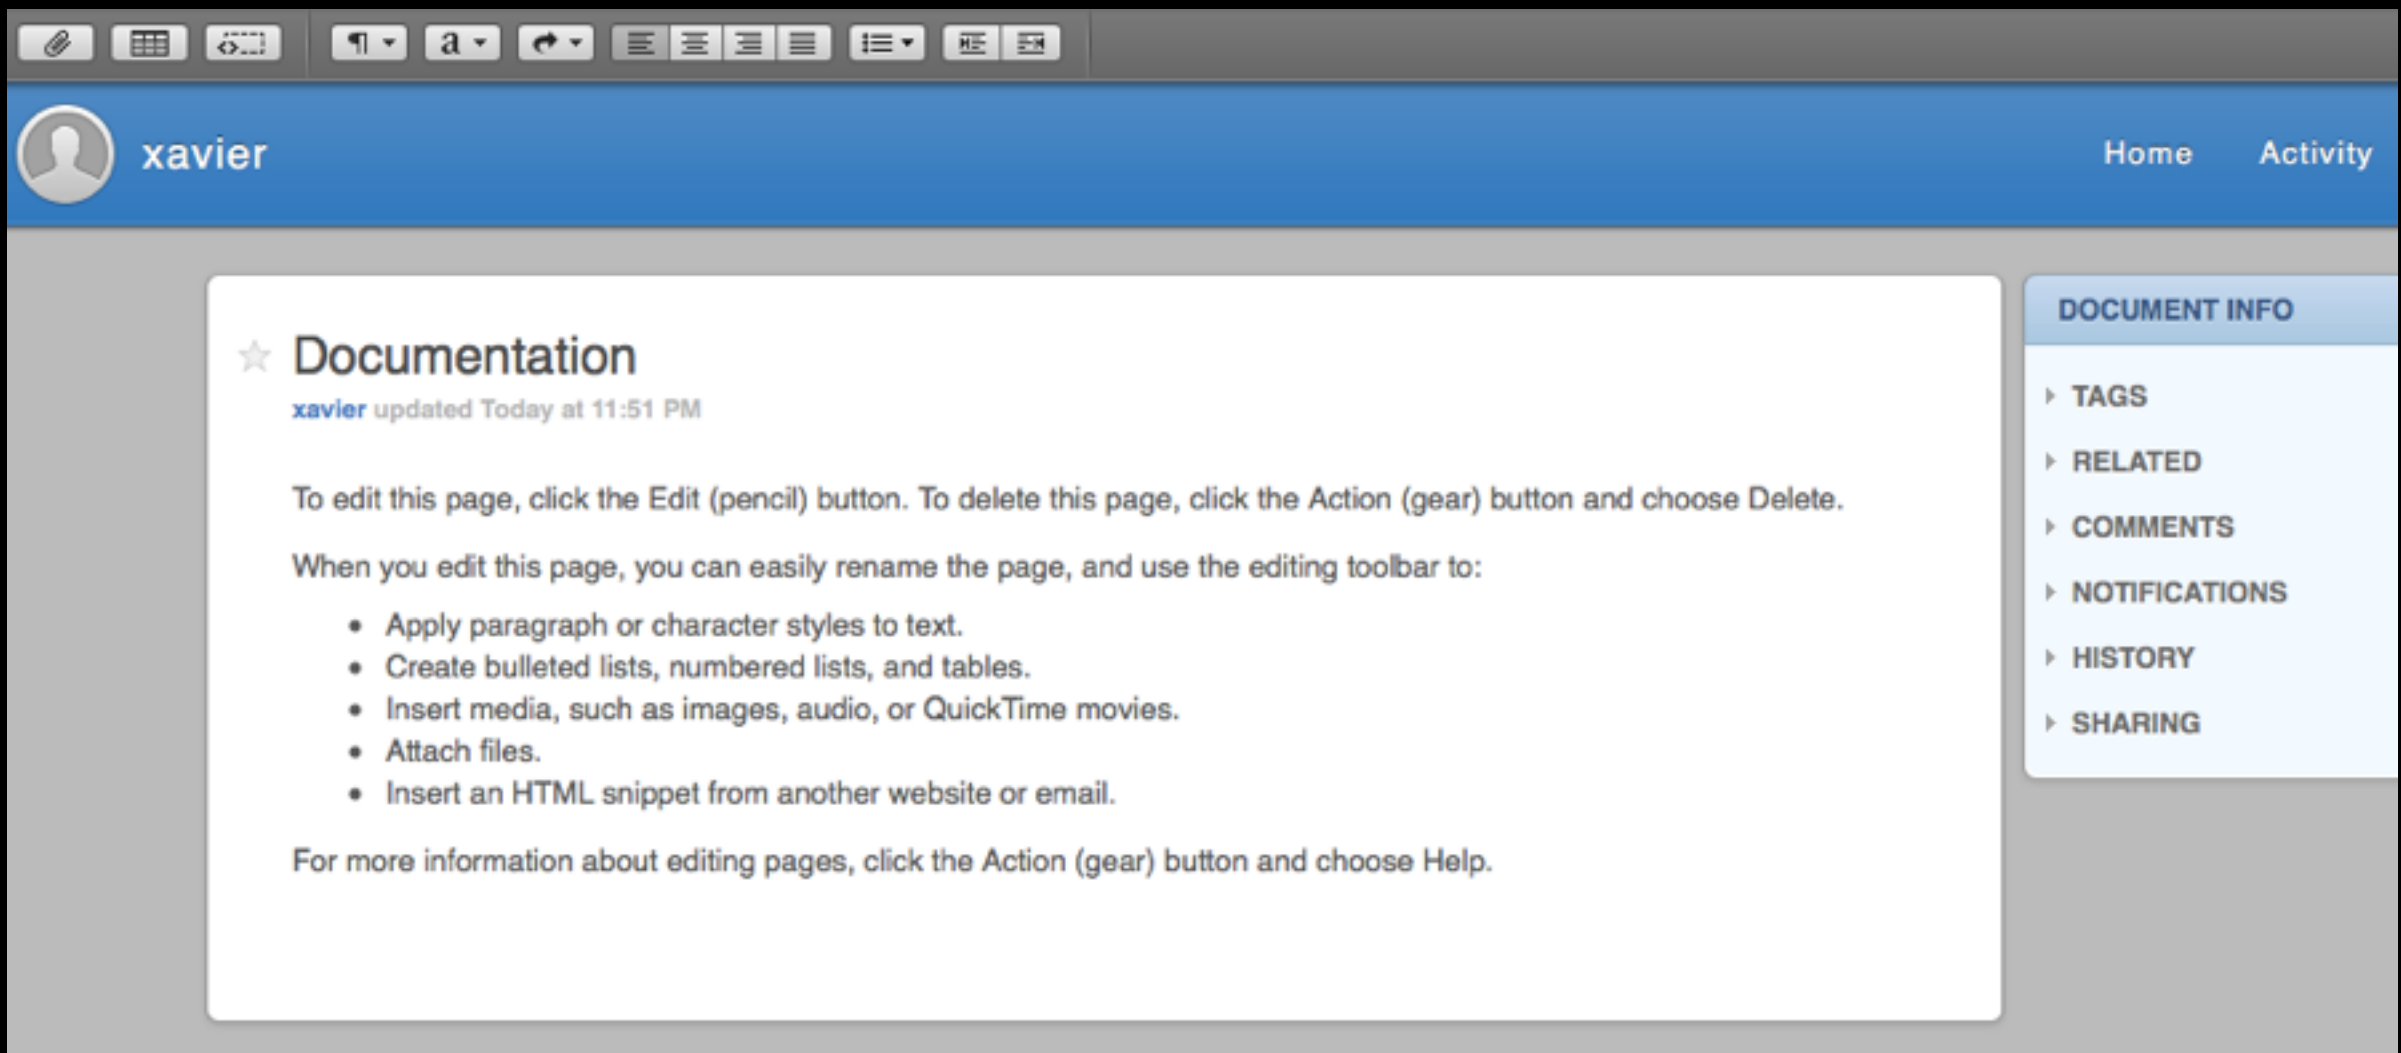 a
xavier
Home
Activity
Documentation
xavier updated Today at 11:51 PM
To edit this page, click the Edit (pencil) button. To delete this page, click the Action (gear) button and choose Delete.
When you edit this page, you can easily rename the page, and use the editing toolbar to:
• Apply paragraph or character styles to text.
• Create bulleted lists, numbered lists, and tables.
• Insert media, such as images, audio, or QuickTime movies.
• Attach files.
• Insert an HTML snippet from another website or email.
For more information about editing pages, click the Action (gear) button and choose Help.
DOCUMENT INFO
TAGS
RELATED
COMMENTS
NOTIFICATIONS
HISTORY
SHARING